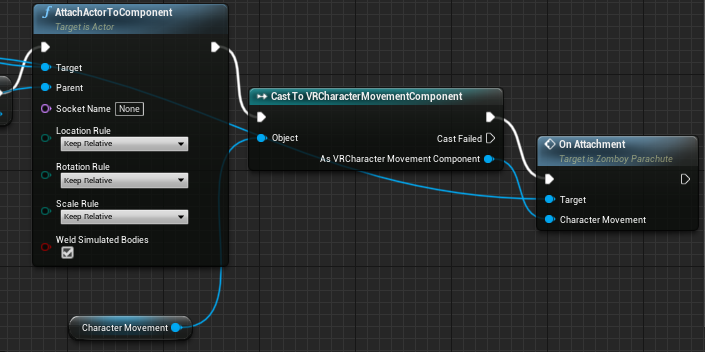 AttachActorToComponent
Target is Actor
Target
Parent
Socket Name None
Location Rule
Keep Relative
Rotation Rule
Keep Relative
Scale Rule
Keep Relative
Weld Simulated Bodies
Character Movement
Cast To VRCharacterMovementComponent
Cast Failed
Object
As VRCharacter Movement Component
On Attachment
Target is Zomboy Parachute
Target
Character Movement